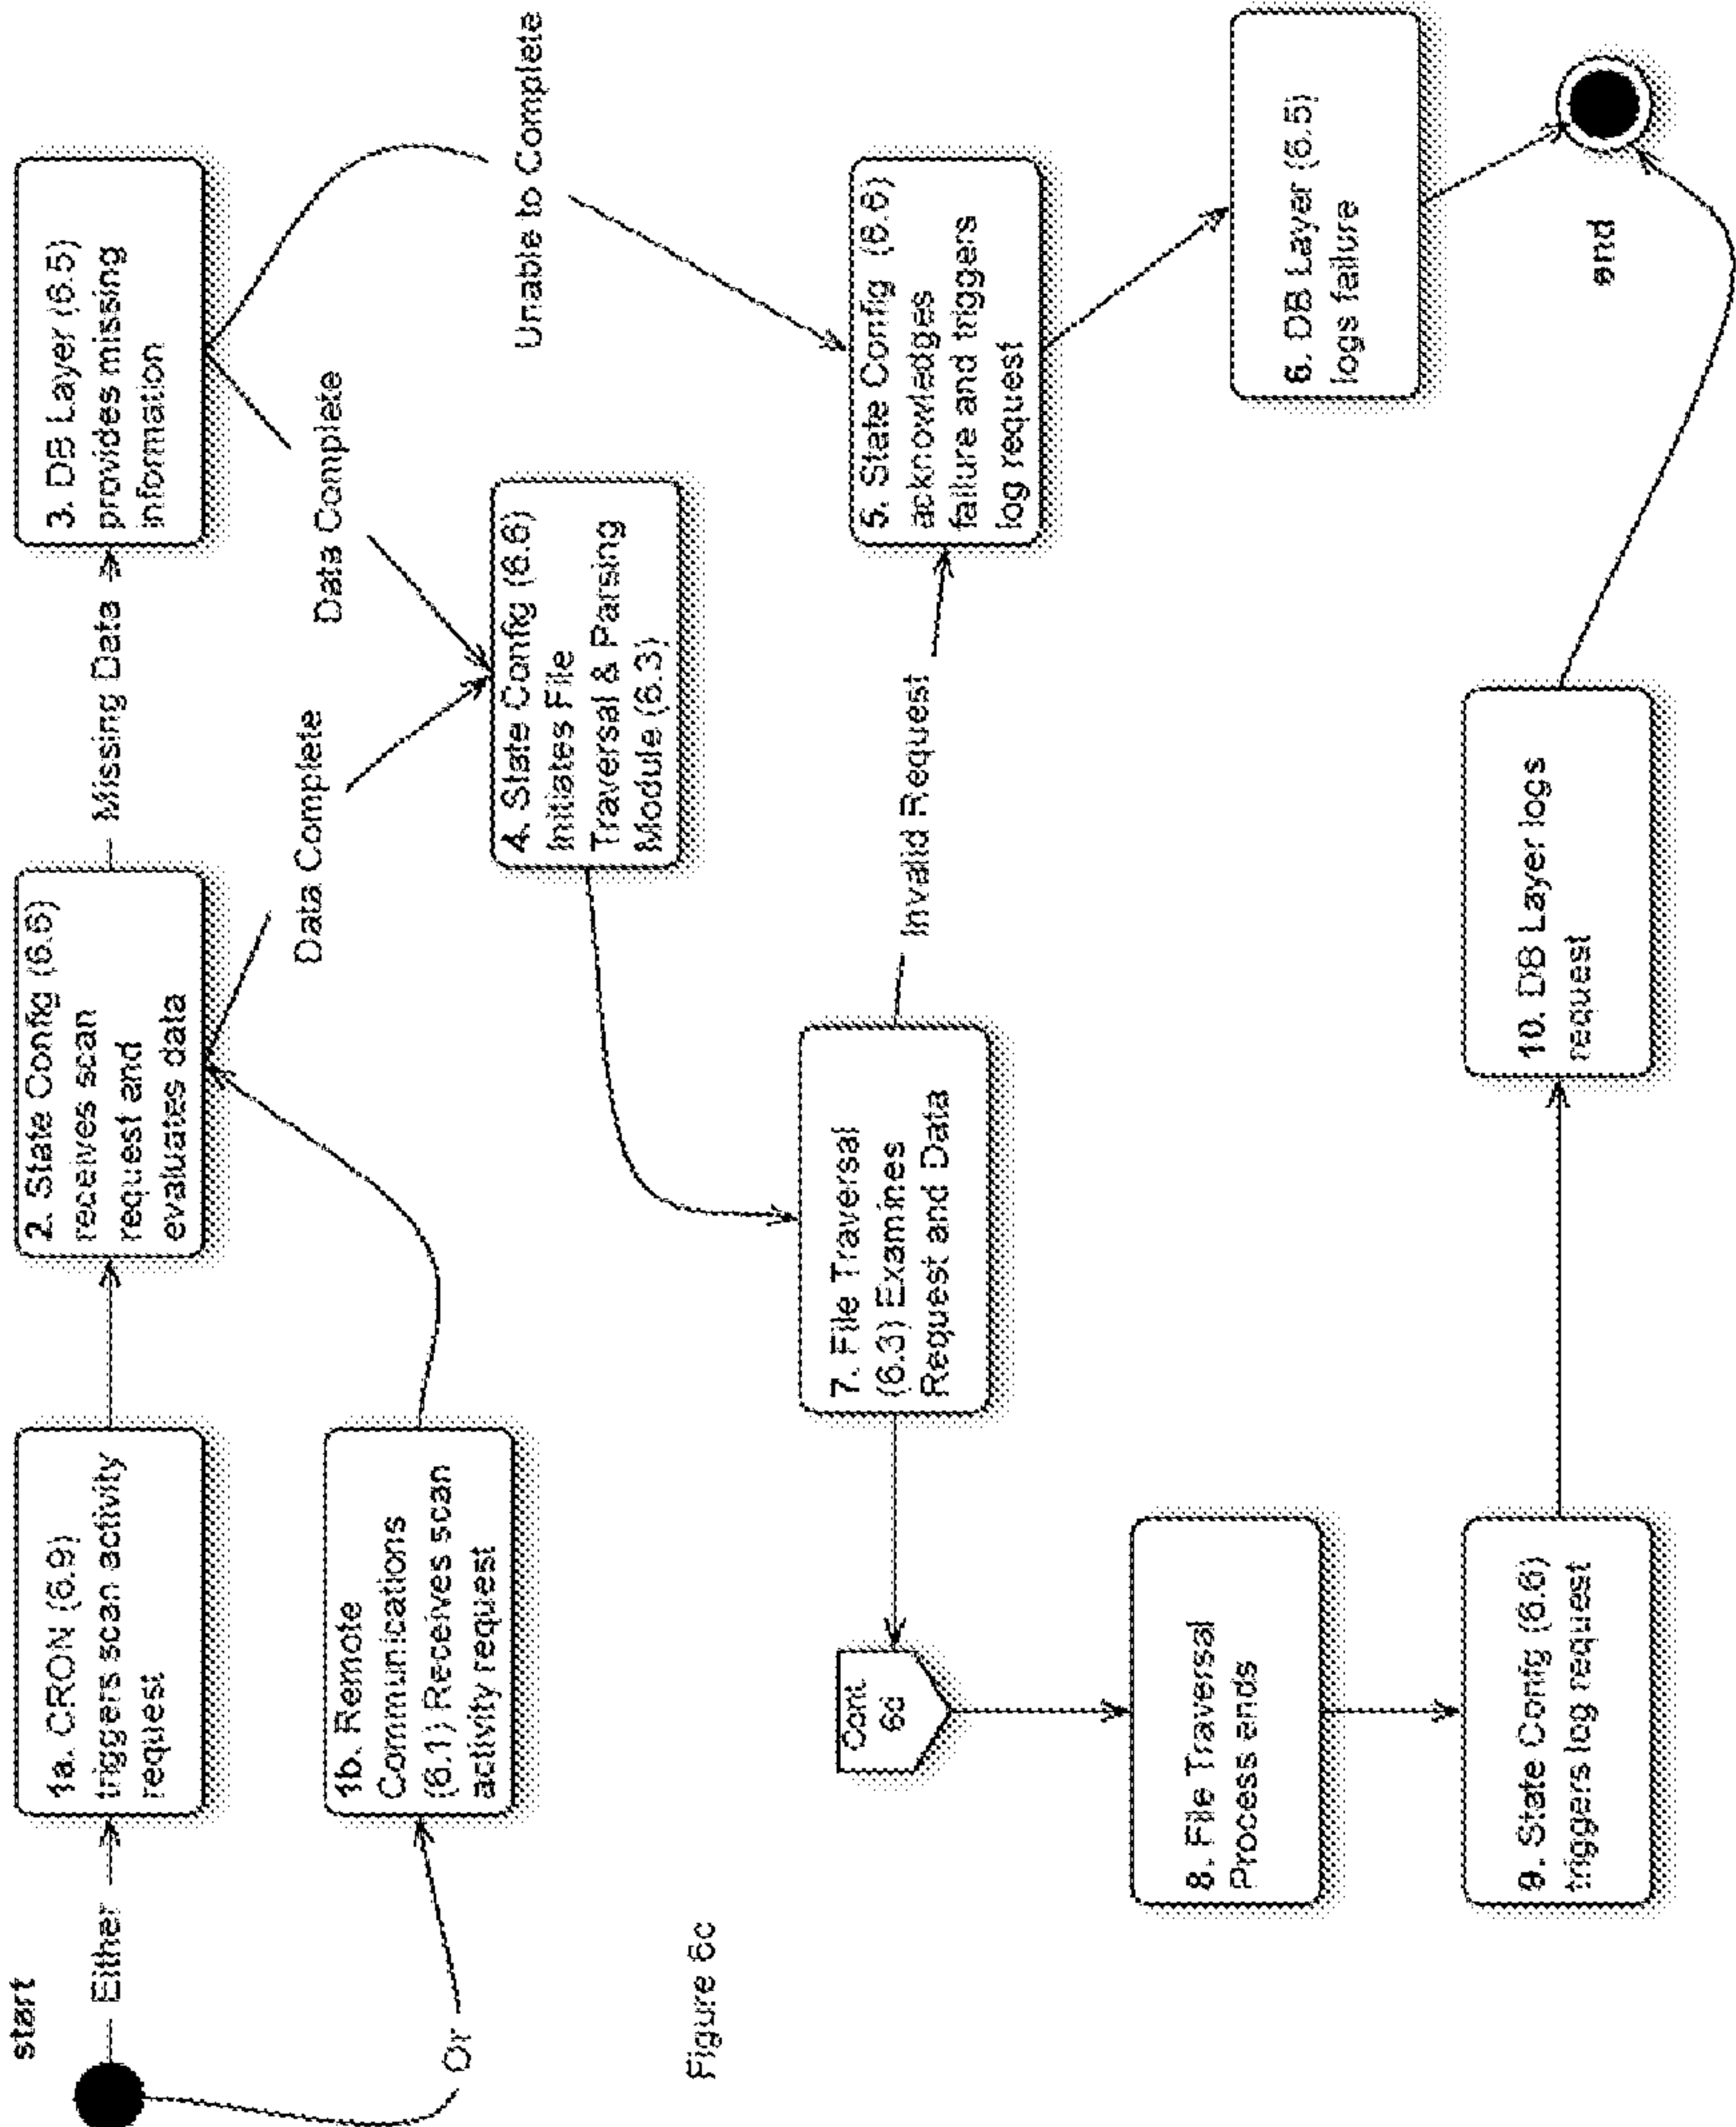 start
Either
1a. CRON (6.9)
triggers scan activity
request
2. State Config (6.6)
receives scan
request and
evaluates data
Missing Data
3. DB Layer (6.5)
provides missing
information
Or
1b. Remote
Communications
(6.1) Receives scan
activity request
Data Complete
Data Complete
Unable to Complete
4. State Config (6.6)
Initiates File
Traversal & Parsing
Module (6.3)
Figure 6c
Cont.
6d
7. File Traversal
(6.3) Examines
Request and Data
Invalid Request
5. State Config (6.6)
acknowledges
failure and triggers
log request
8. File Traversal
Process ends
6. DB Layer (6.5)
logs failure
9. State Config (6.6)
triggers log request
10. DB Layer logs
request
end